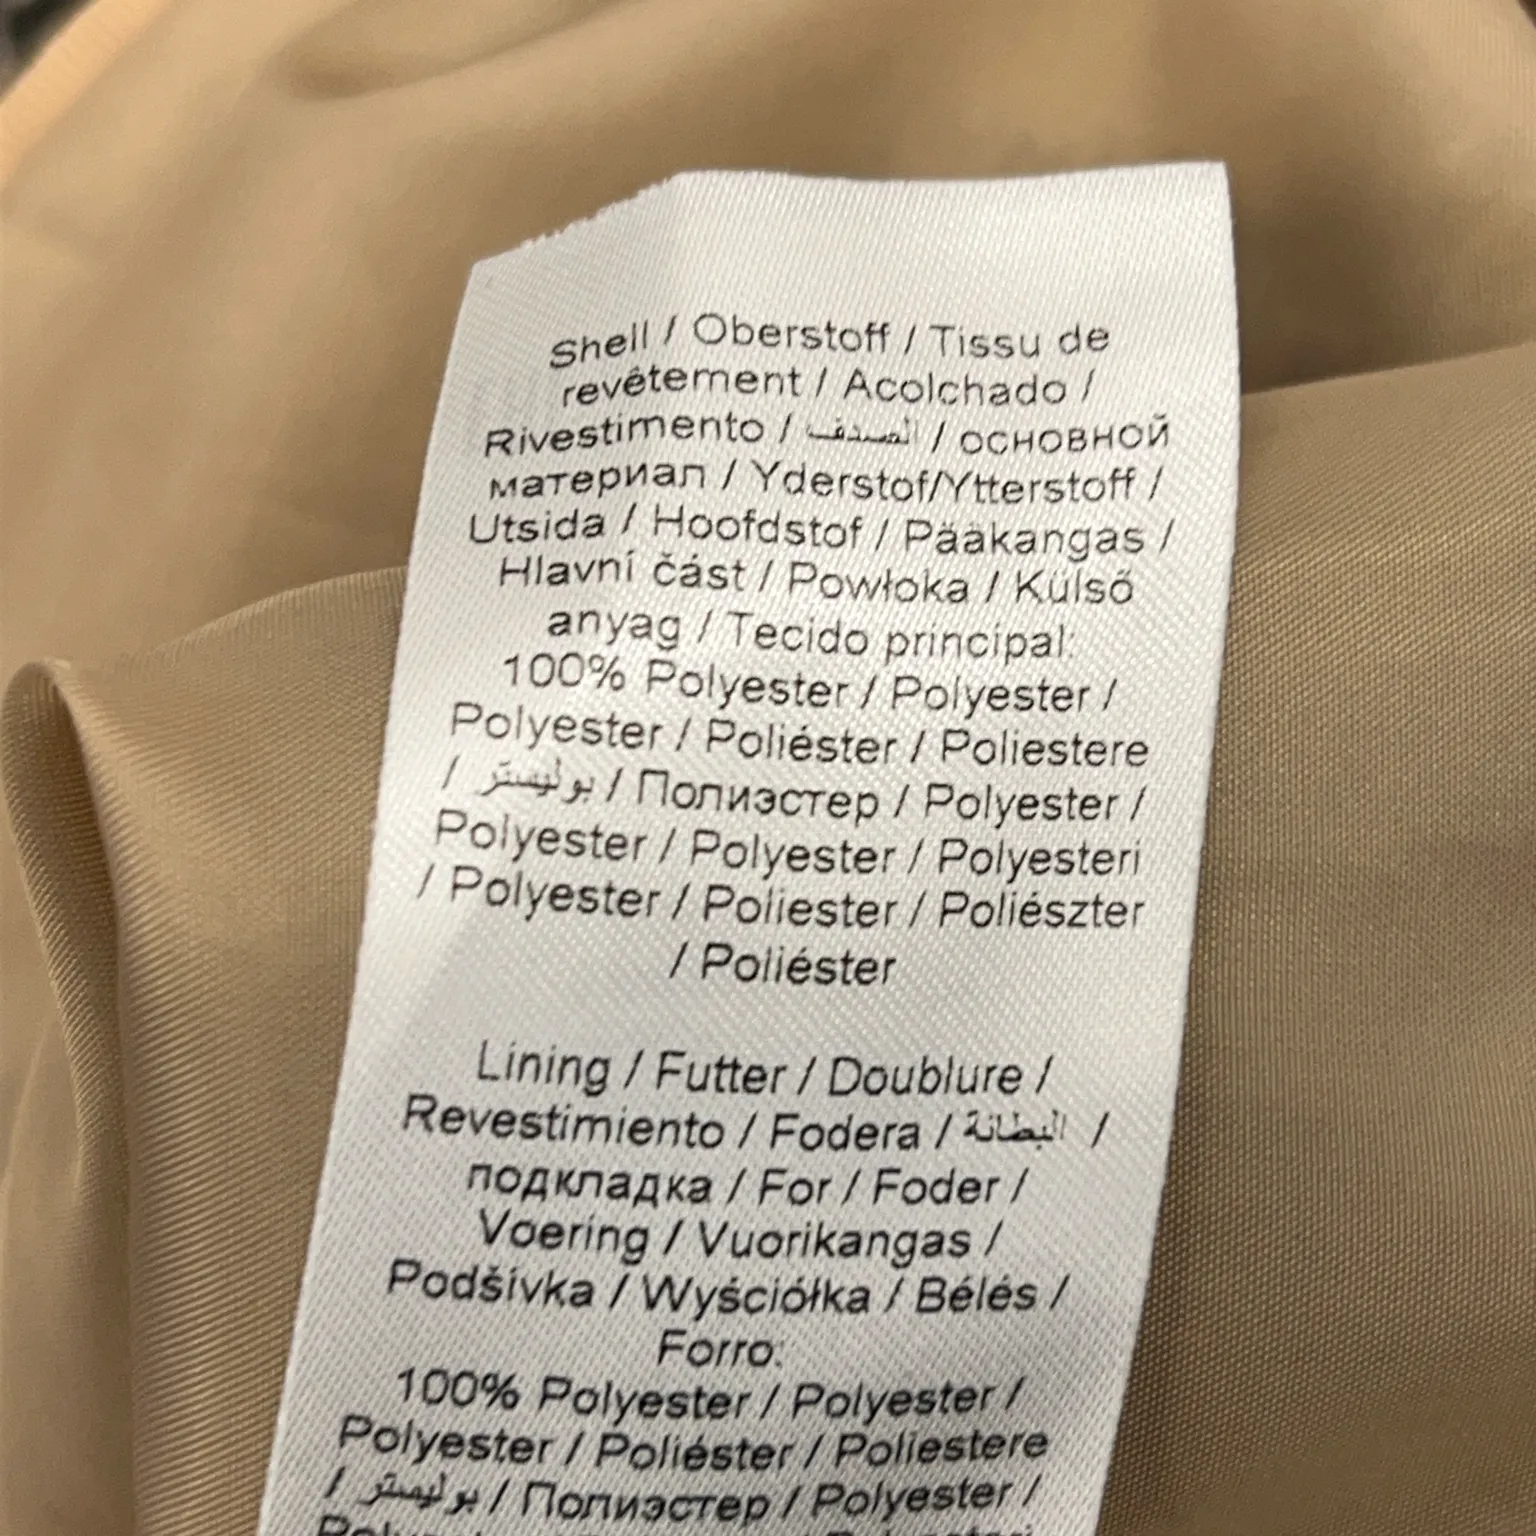 Shell / Oberstoff / Tissu de
revêtement / Acolchado /
Rivestimento / الصدف / основной
материал / Yderstof/Ytterstoff /
Utsida / Hoofdstof / Pääkangas /
Hlavní část / Powłoka / Külső
anyag / Tecido principal:
100% Polyester / Polyester /
Polyester / Poliéster / Poliestere
/ بوليستر / Полиэстер / Polyester /
Polyester / Polyester / Polyesteri
/ Polyester / Poliester / Poliészter
/ Poliéster
Lining / Futter / Doublure /
Revestimiento / Fodera / البطانة /
подкладка / For / Foder /
Voering / Vuorikangas /
Podšívka / Wyściółka / Bélés /
Forro:
100% Polyester / Polyester /
Polyester / Poliéster / Poliestere
/ بوليستر / Полиэстер / Polyester /